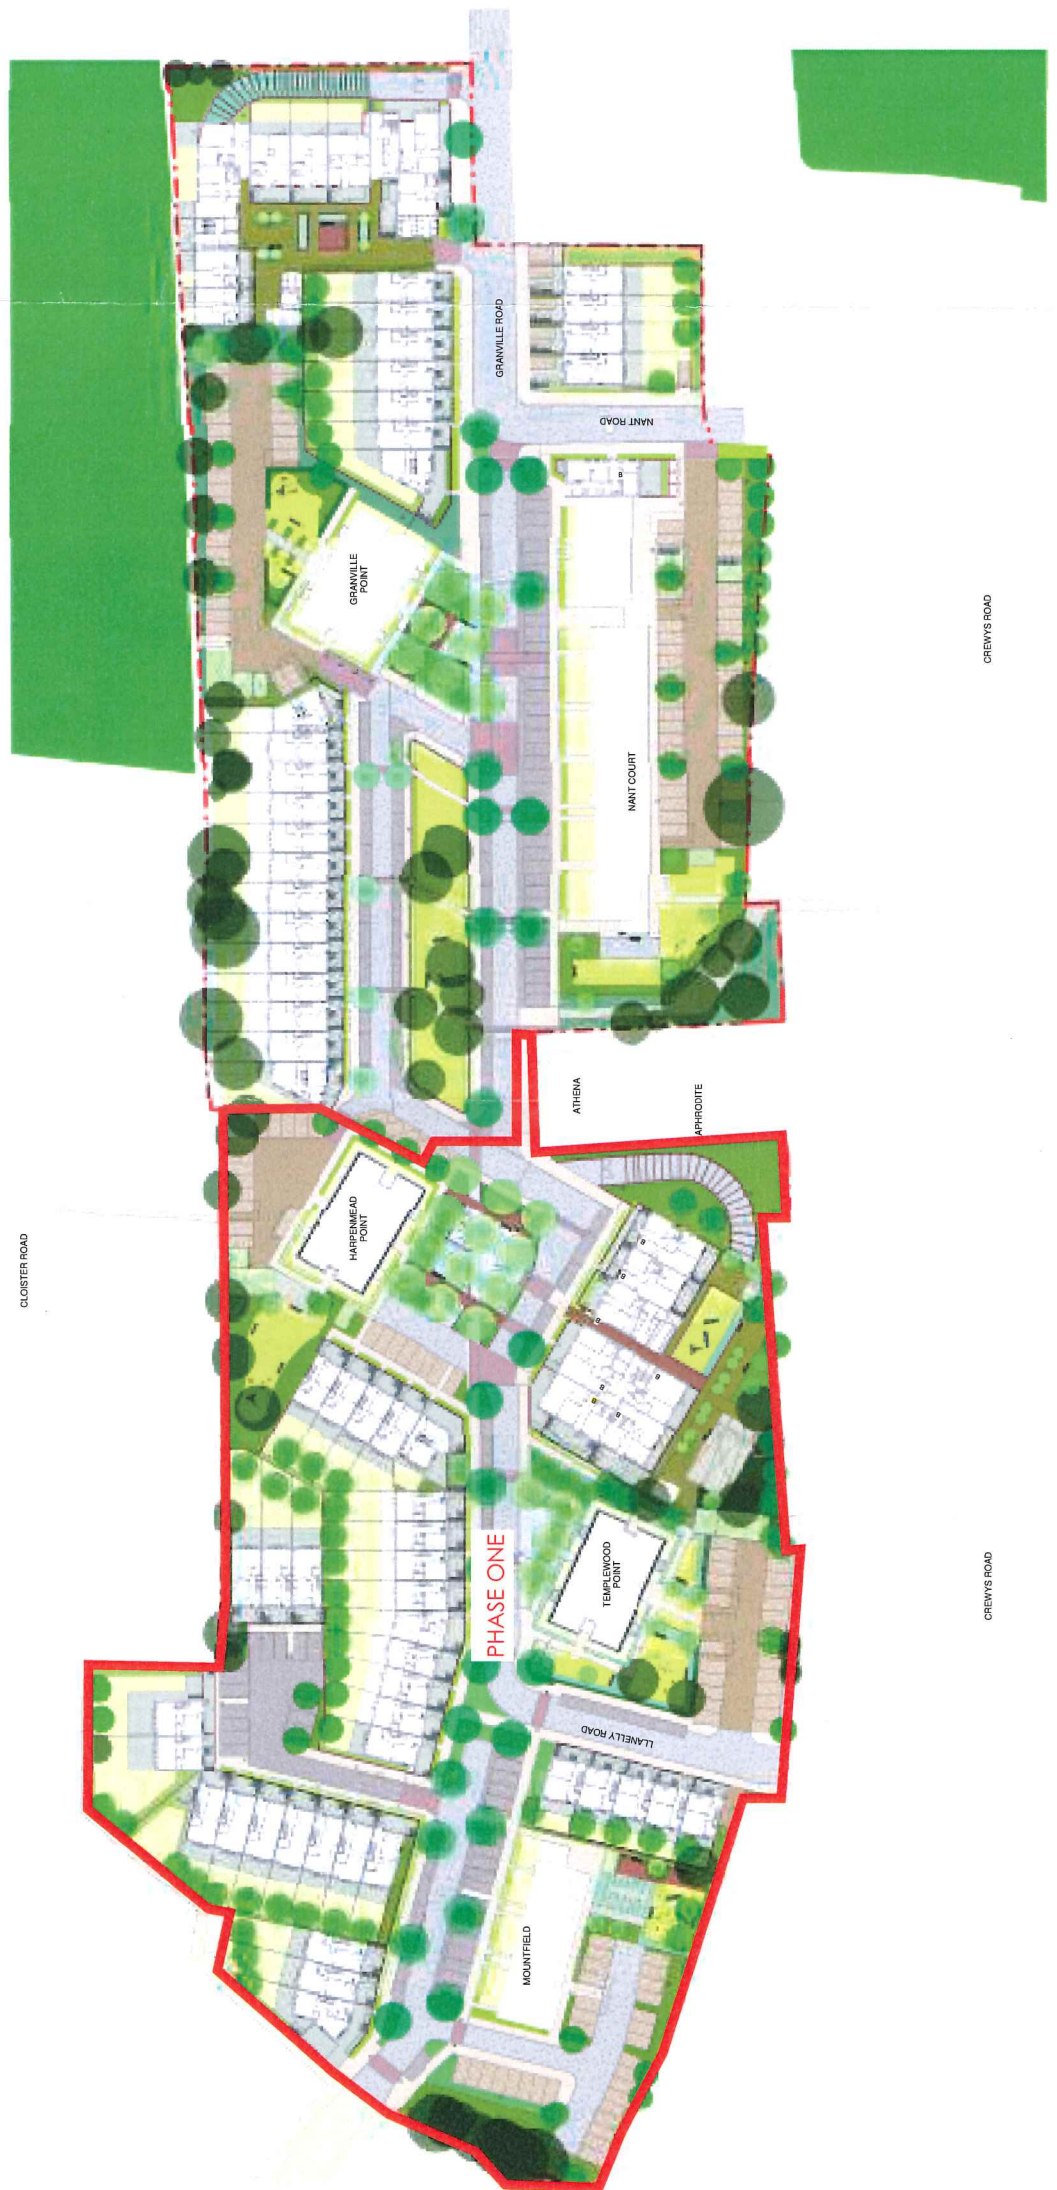 GRANVILLE ROAD
NANT ROAD
B
GRANVILLE
POINT
CREWYS ROAD
NANT COURT
ATHENA
APHRODITE
CLOISTER ROAD
HARPENMEAD
POINT
B
B
B
B
B
B
B
PHASE ONE
TEMPLEWOOD
POINT
CREWYS ROAD
LLANELLY ROAD
MOUNTFIELD